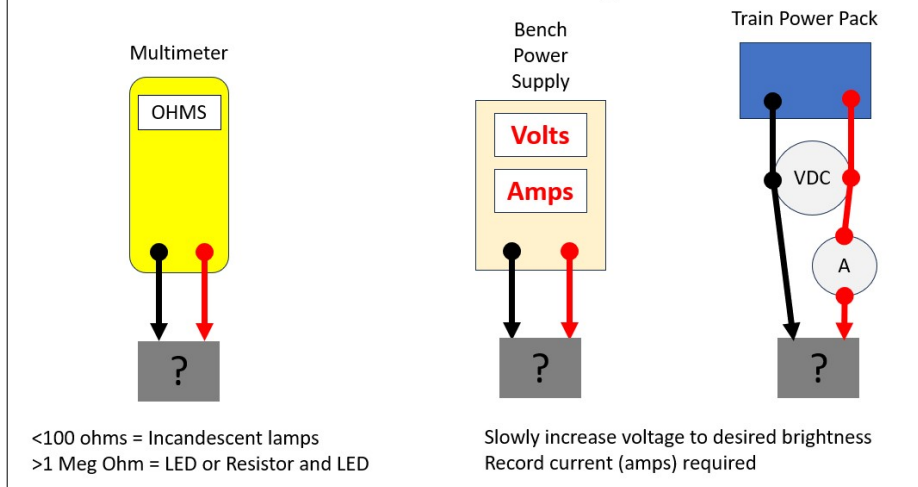 Multimeter
OHMS
?
<100 ohms = Incandescent lamps
>1 Meg Ohm = LED or Resistor and LED
Bench
Power
Supply
Volts
Amps
?
Train Power Pack
VDC
A
?
Slowly increase voltage to desired brightness
Record current (amps) required